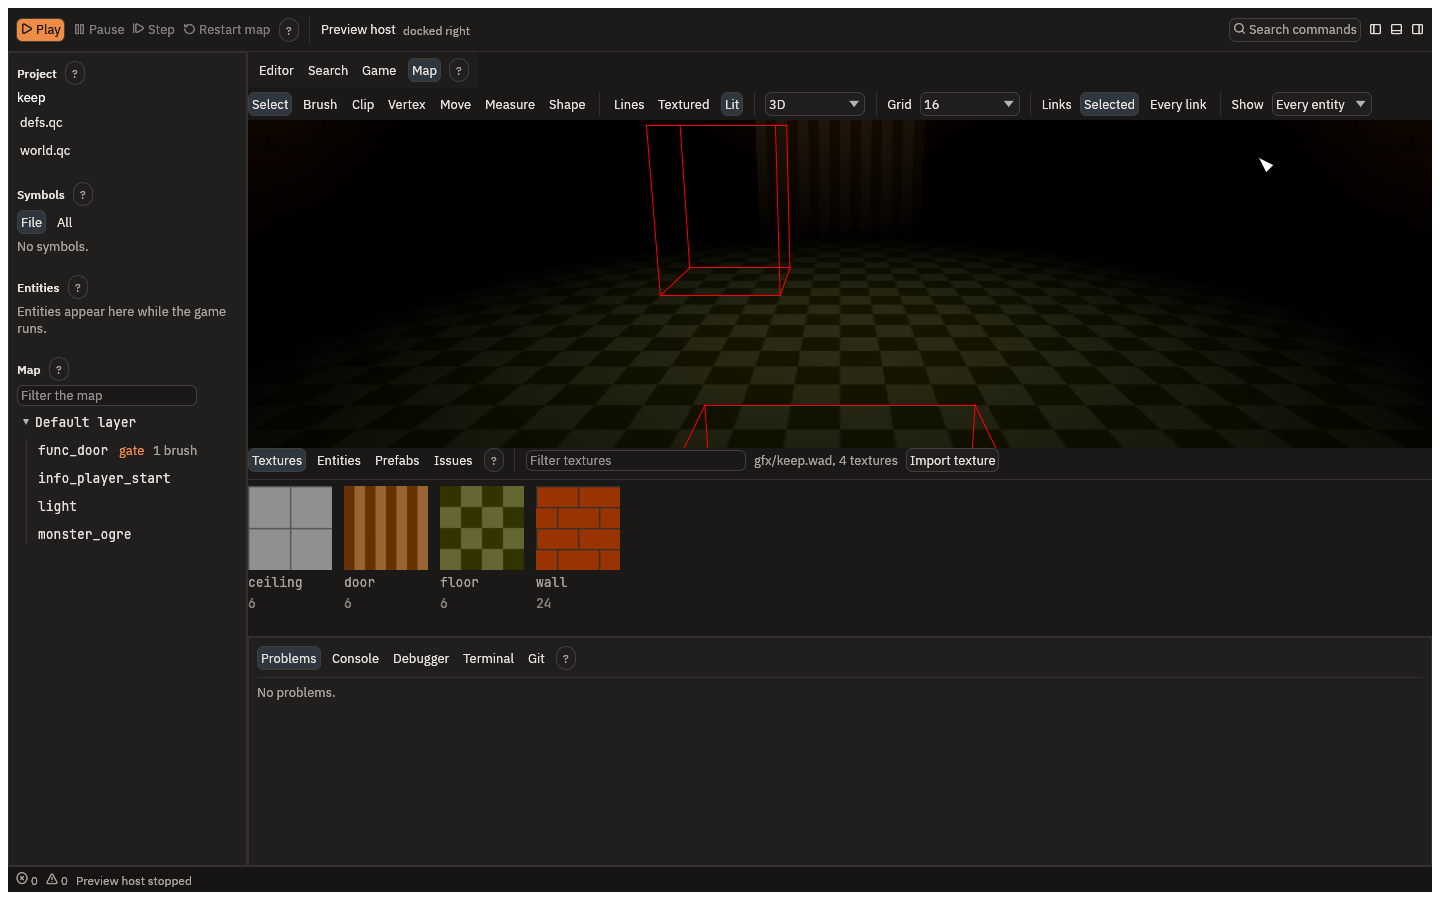 Play Pause Step Restart map ? Preview host docked right Search commands
Project ?
keep
defs.qc
world.qc
Symbols ?
File All
No symbols.
Entities ?
Entities appear here while the game
runs.
Map ?
Filter the map
Default layer
func_door gate 1 brush
info_player_start
light
monster_ogre
Editor Search Game Map ?
Select Brush Clip Vertex Move Measure Shape Lines Textured Lit 3D Grid 16 Links Selected Every link Show Every entity
Textures Entities Prefabs Issues ? Filter textures gfx/keep.wad, 4 textures Import texture
ceiling door floor wall
6 6 6 24
Problems Console Debugger Terminal Git ?
No problems.
0 0 Preview host stopped